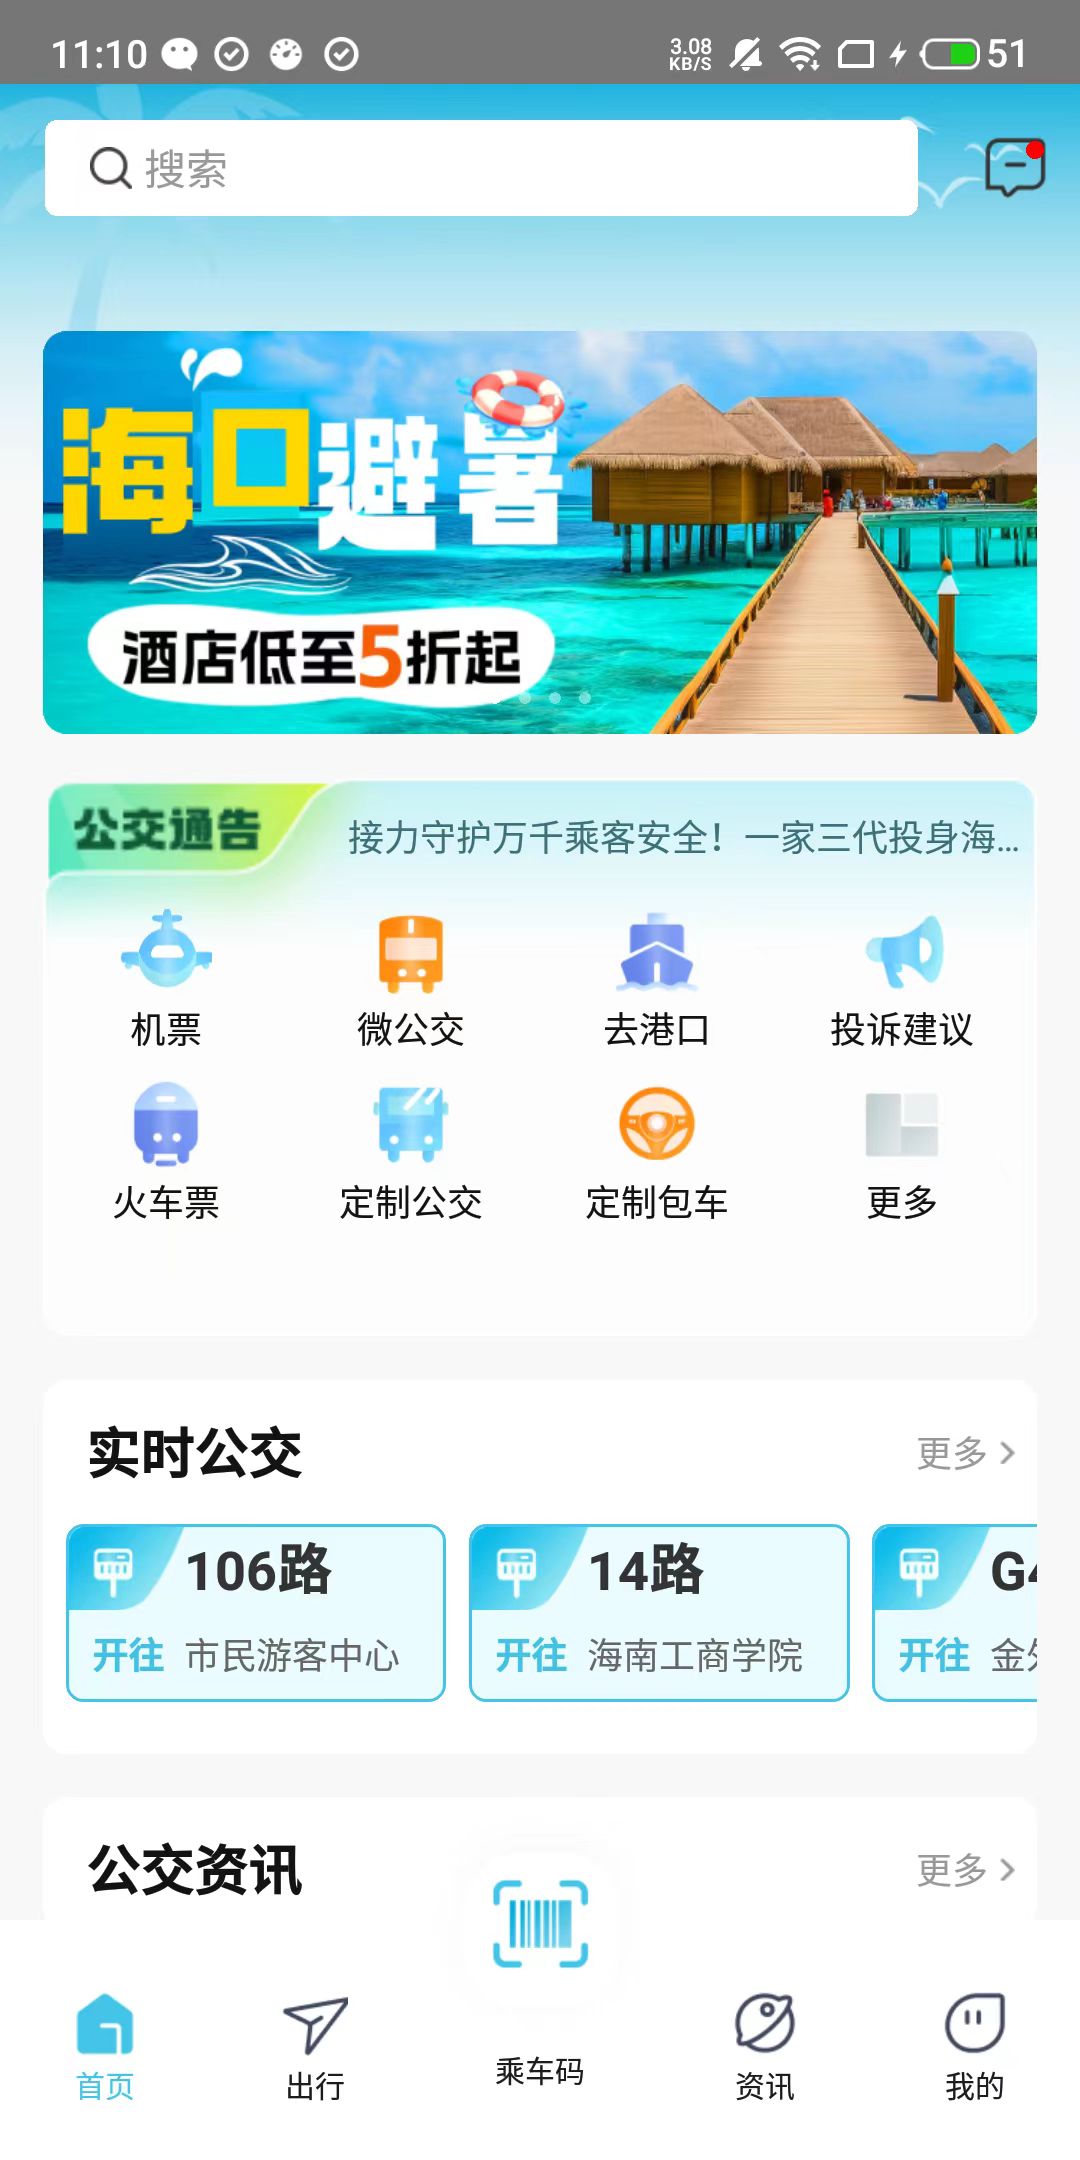 11:10
3.08
KB/S
51
搜索
海口避暑
酒店低至5折起
公交通告
接力守护万千乘客安全！一家三代投身海...
机票
微公交
去港口
投诉建议
火车票
定制公交
定制包车
更多
实时公交
更多
106路
开往 市民游客中心
14路
开往 海南工商学院
G4
开往 金外
公交资讯
更多
首页
出行
乘车码
资讯
我的